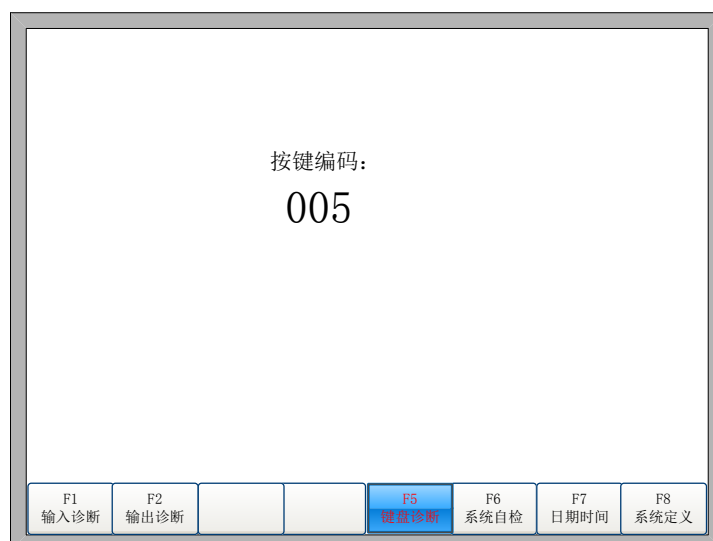 按键编码：
005
F1
输入诊断
F2
输出诊断
F5
键盘诊断
F6
系统自检
F7
日期时间
F8
系统定义